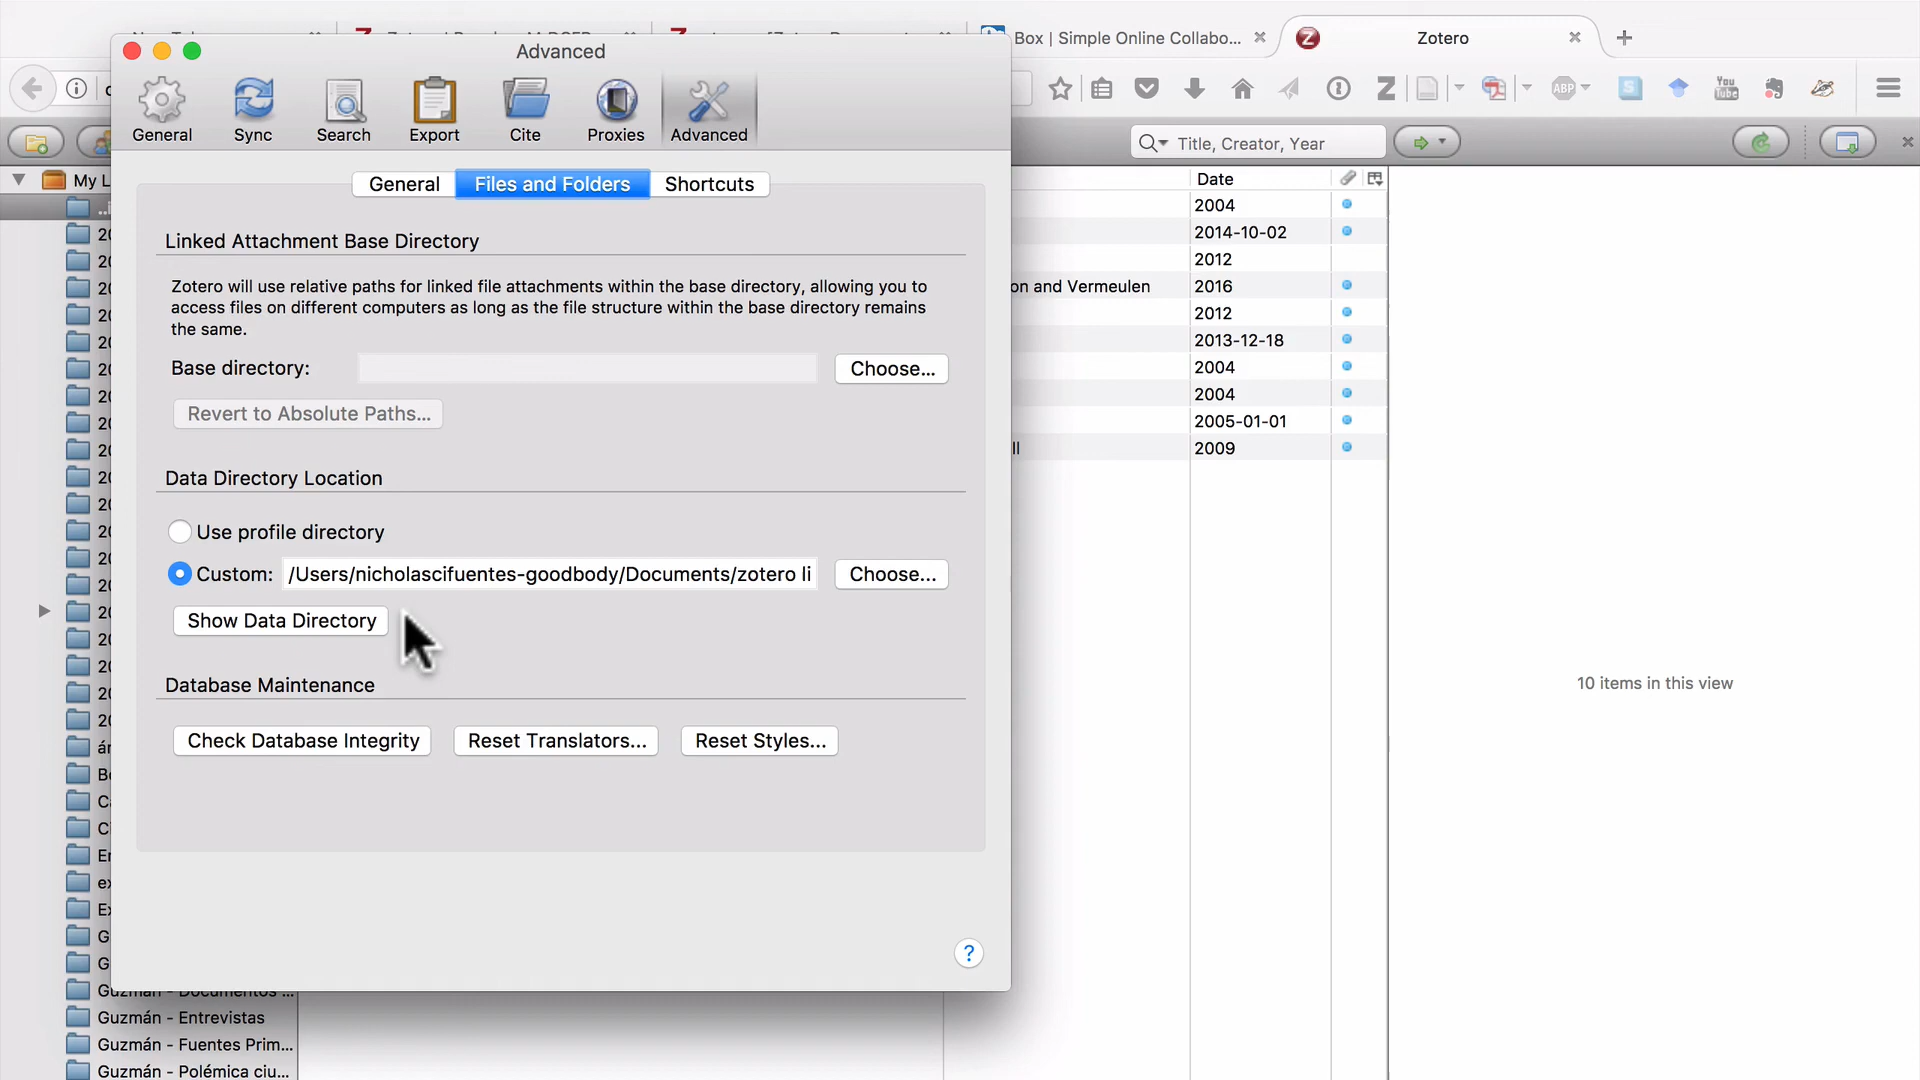 Box | Simple Online Collabo...
Zotero
Advanced
General
Sync
Search
Export
Cite
Proxies
Advanced
ABP
S
You
Tube
Title, Creator, Year
My L
General
Files and Folders
Shortcuts
Date
Linked Attachment Base Directory
Zotero will use relative paths for linked file attachments within the base directory, allowing you to
access files on different computers as long as the file structure within the base directory remains
the same.
Base directory:
Choose...
Revert to Absolute Paths...
Data Directory Location
Use profile directory
Custom: /Users/nicholascifuentes-goodbody/Documents/zotero li
Choose...
Show Data Directory
Database Maintenance
Check Database Integrity
Reset Translators...
Reset Styles...
?
2004
2014-10-02
2012
on and Vermeulen 2016
2012
2013-12-18
2004
2004
2005-01-01
ll 2009
10 items in this view
Guzmán - Documentos ...
Guzmán - Entrevistas
Guzmán - Fuentes Prim...
Guzmán - Polémica ciu...